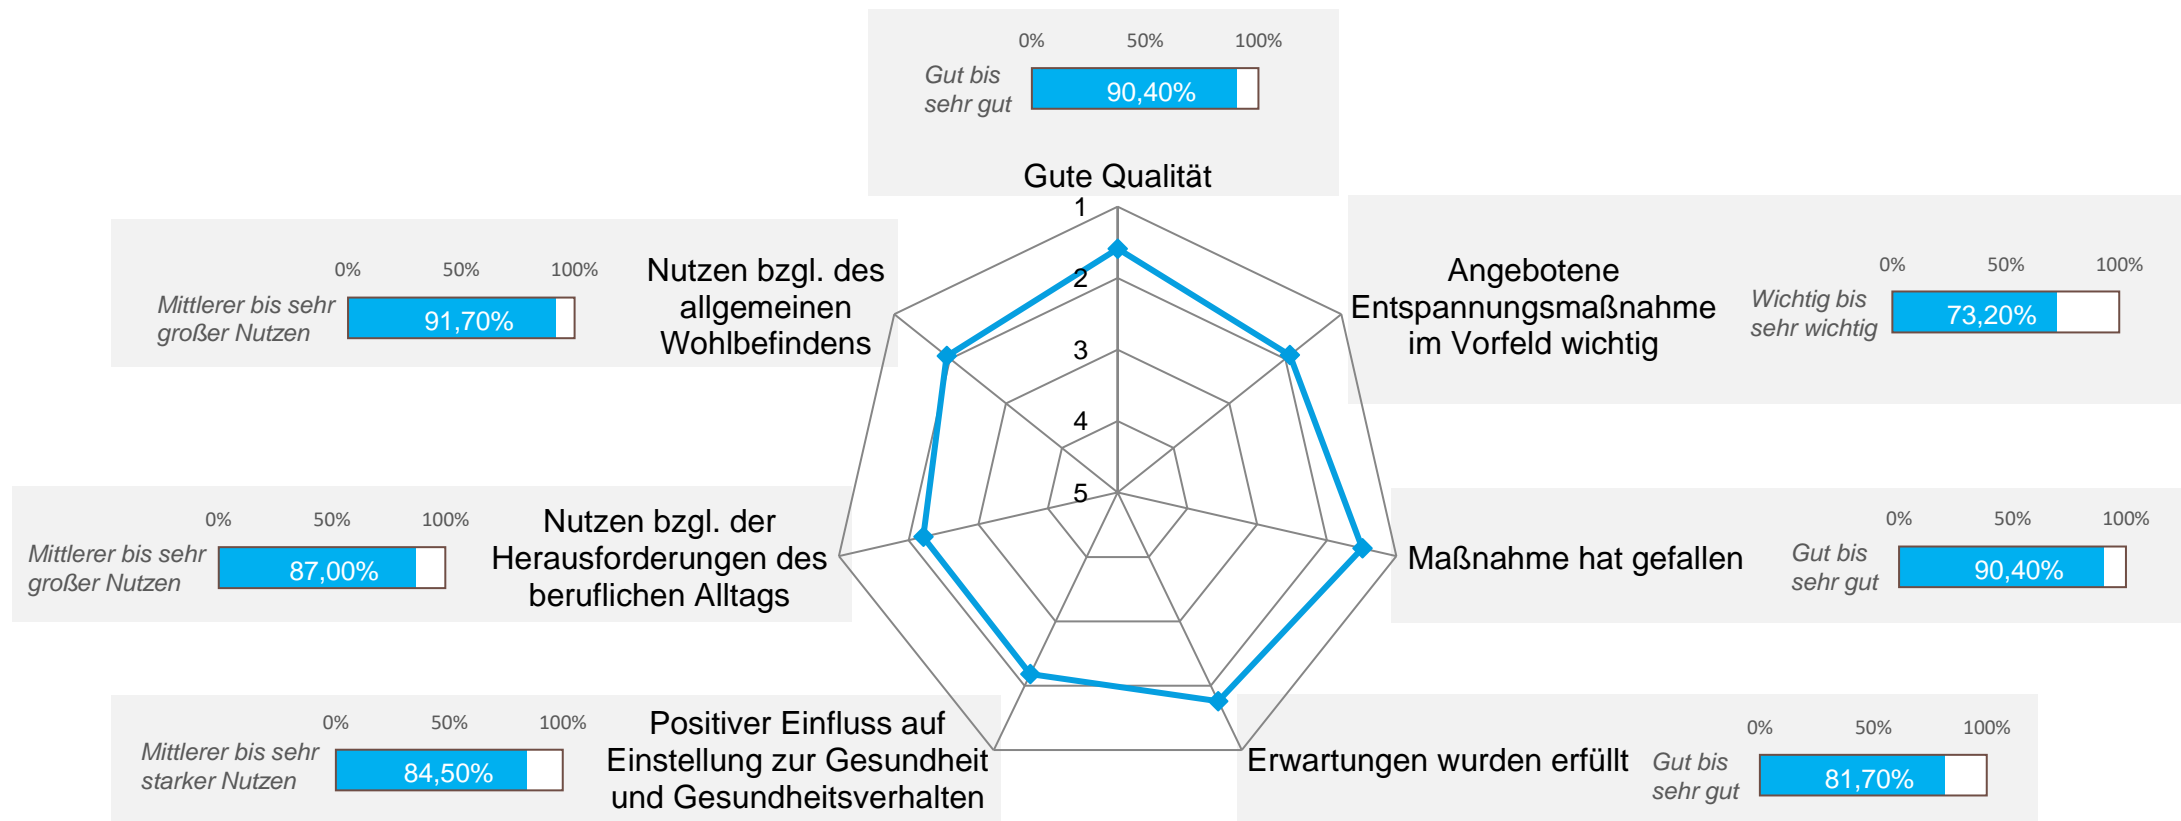 0% 50% 100%
Gut bis
sehr gut
90,40%
Gute Qualität
1
2
3
4
5
0% 50% 100%
Mittlerer bis sehr
großer Nutzen
91,70%
Nutzen bzgl. des
allgemeinen
Wohlbefindens
Angebotene
Entspannungsmaßnahme
im Vorfeld wichtig
0% 50% 100%
Wichtig bis
sehr wichtig
73,20%
0% 50% 100%
Mittlerer bis sehr
großer Nutzen
87,00%
Nutzen bzgl. der
Herausforderungen des
beruflichen Alltags
Maßnahme hat gefallen
0% 50% 100%
Gut bis
sehr gut
90,40%
0% 50% 100%
Mittlerer bis sehr
starker Nutzen
84,50%
Positiver Einfluss auf
Einstellung zur Gesundheit
und Gesundheitsverhalten
Erwartungen wurden erfüllt
0% 50% 100%
Gut bis
sehr gut
81,70%